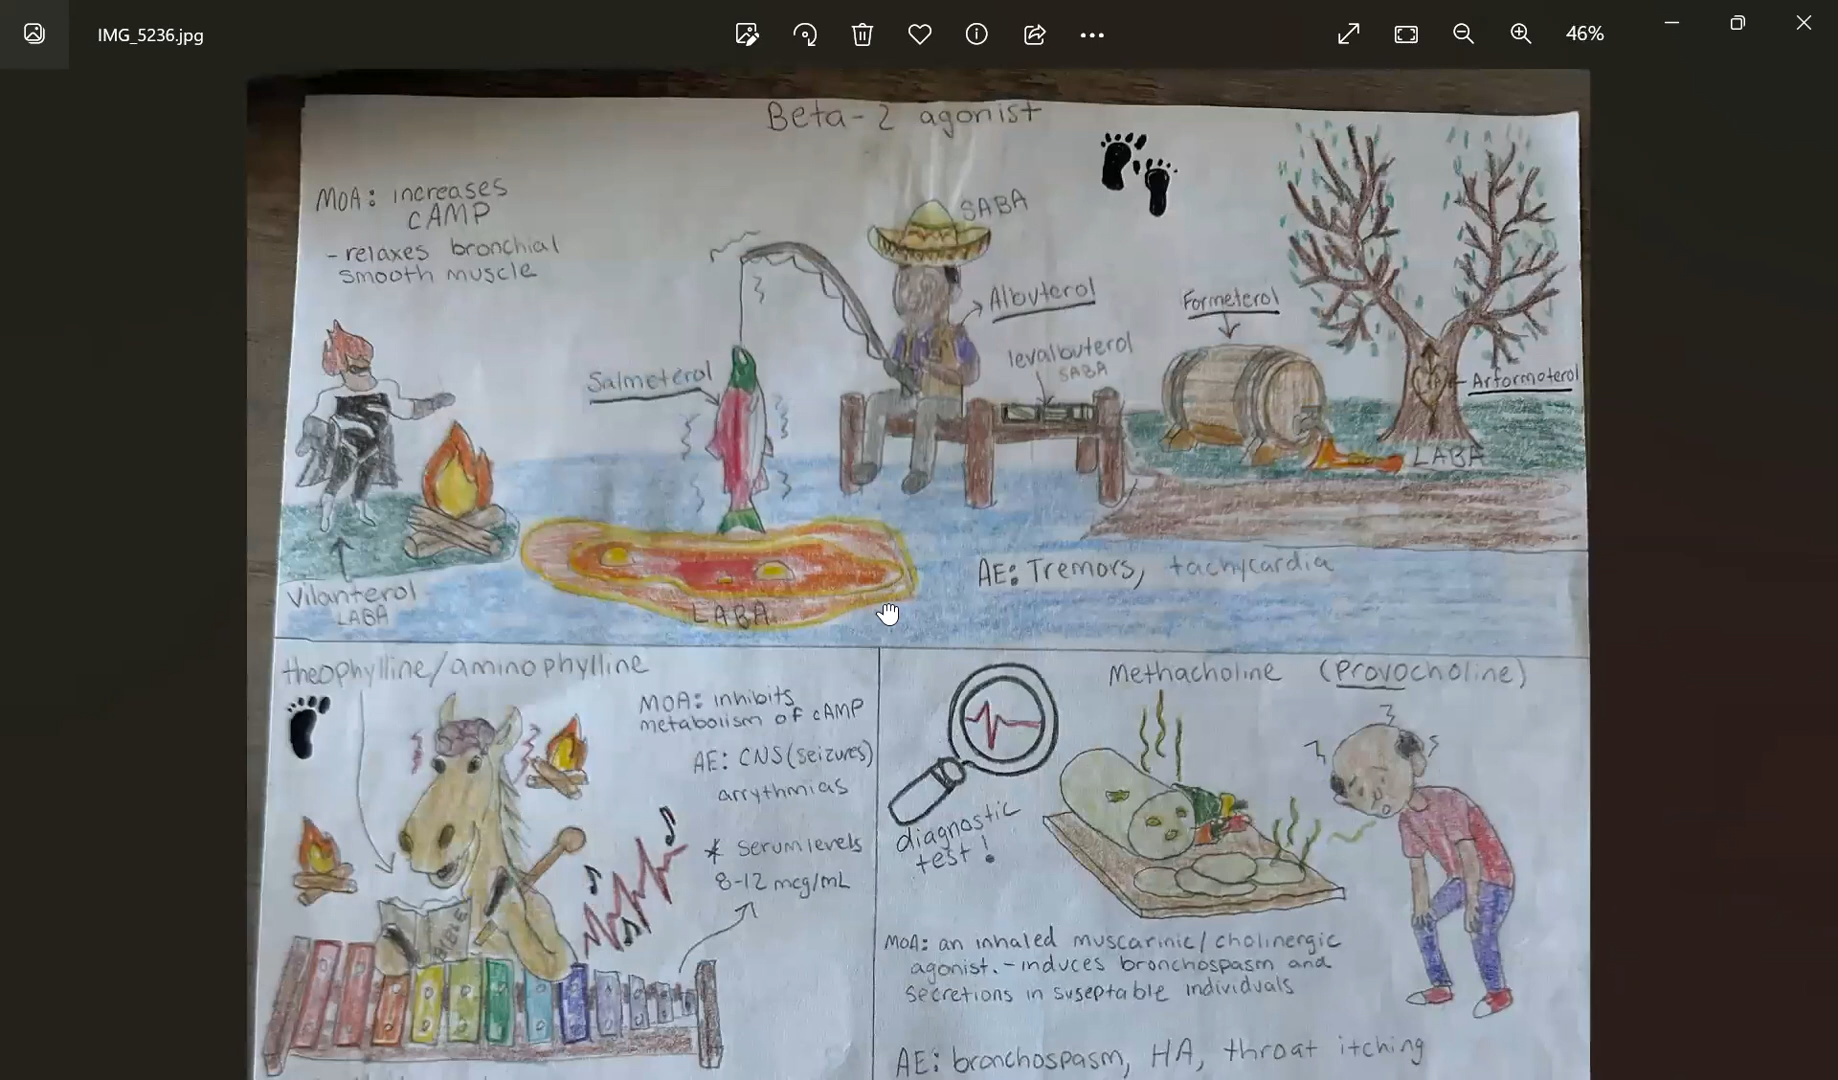 IMG_5236.jpg
46%
Beta-2 agonist
MOA: increases
cAMP
- relaxes bronchial
smooth muscle
SABA
Albuterol
levalbuterol
SABA
Formeterol
Arformoterol
LABA
Salmeterol
LABA
Vilanterol
LABA
AE: Tremors, tachycardia
theophylline/aminophylline
MOA: inhibits
metabolism of cAMP
AE: CNS (seizures)
arrythmias
* serum levels
8-12 mcg/mL
BIBLE
Methacholine (Provocholine)
diagnostic
test!
MOA: an inhaled muscarinic/cholinergic
agonist. - induces bronchospasm and
secretions in suseptable individuals
AE: bronchospasm, HA, throat itching